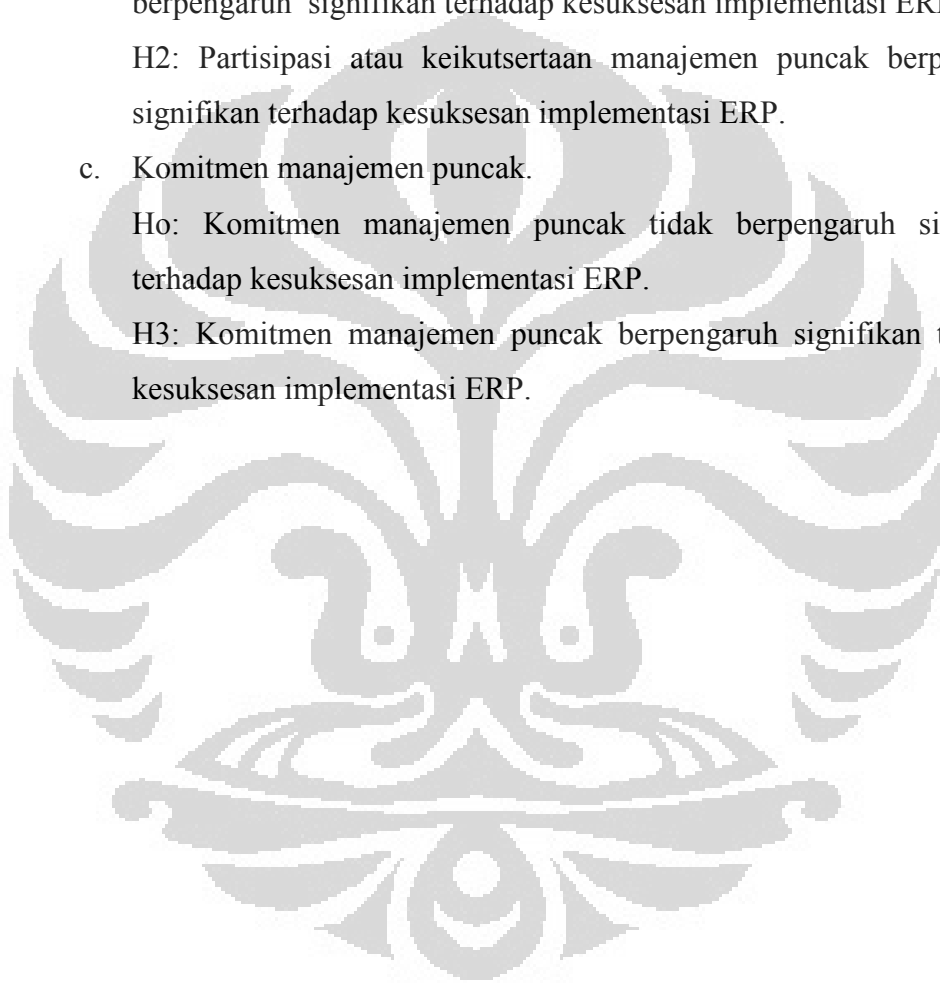 berpengaruh signifikan terhadap kesuksesan implementasi ERP
H2: Partisipasi atau keikutsertaan manajemen puncak
signifikan terhadap kesuksesan implementasi ERP.
c. Komitmen manajemen puncak.
Ho: Komitmen manajemen puncak tidak berpengaruh
terhadap kesuksesan implementasi ERP.
H3: Komitmen manajemen puncak berpengaruh signifikan
kesuksesan implementasi ERP.